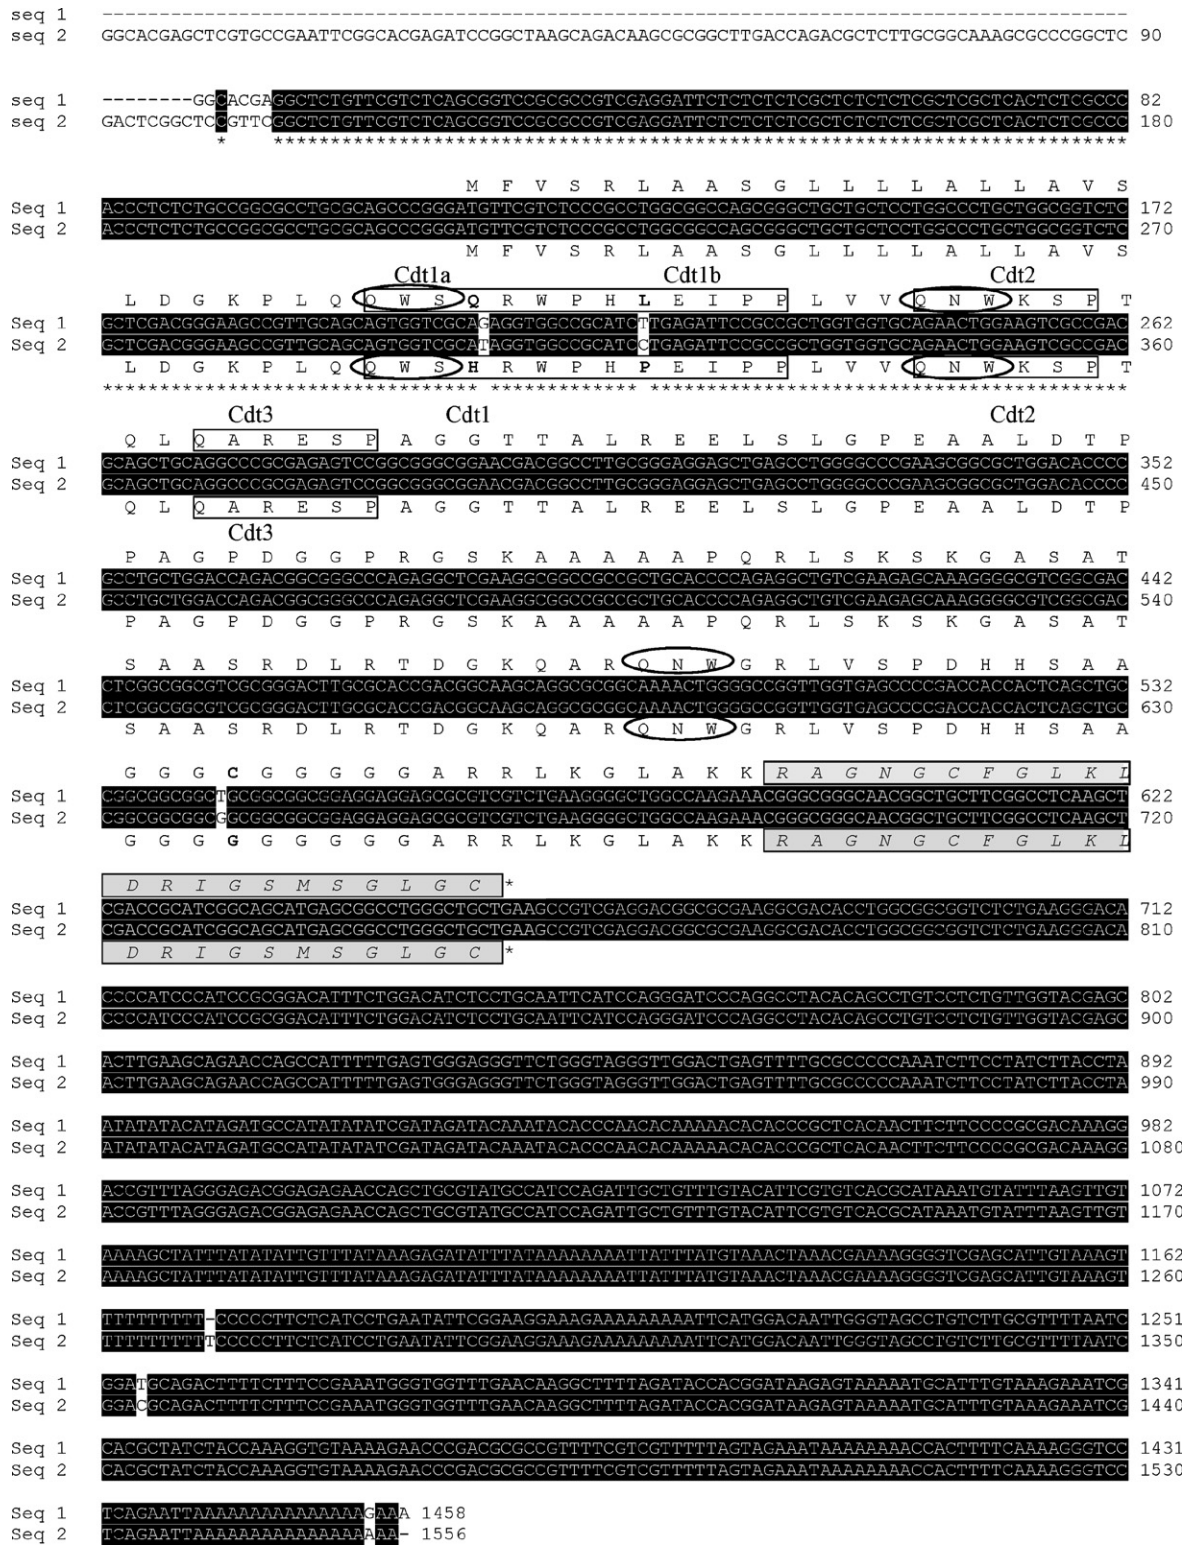 seq 1 ------------------------------------------------------------------------------------------
seq 2 GGCACGAGCTCGTGCCGAATTCGGCACGAGATCCGGCTAAGCAGACAAGCGCGGCTTGACCAGACGCTCTTGCGGCAAAGCGCCCGGCTC 90
seq 1 --------GGCACGAGGCTCTGTTCGTCTCAGCGGTCCGCGCCGTCGAGGATTCTCTCTCTCTCGCTCTCTCTCGCTCGCTCACTCTCGCCC 82
seq 2 GACTCGGCTCCGTTCGGCTCTGTTCGTCTCAGCGGTCCGCGCCGTCGAGGATTCTCTCTCTCTCGCTCTCTCTCGCTCGCTCACTCTCGCCC 180
M F V S R L A A S G L L L L A L L A V S
Seq 1 ACCCTCTCTGCCGGCGCCTGCGCAGCCCGGGATGTTCGTCTCCCGCCTGGCGGCCAGCGGGCTGCTGCTCCTGGCCCTGCTGGCGGTCTC 172
Seq 2 ACCCTCTCTGCCGGCGCCTGCGCAGCCCGGGATGTTCGTCTCCCGCCTGGCGGCCAGCGGGCTGCTGCTCCTGGCCCTGCTGGCGGTCTC 270
M F V S R L A A S G L L L L A L L A V S
Cdt1a Cdt1b Cdt2
L D G K P L Q Q W S Q R W P H L E I P P L V V Q N W K S P T
Seq 1 GCTCGACGGGAAGCCGTTGCAGCAGTGGTCGCAGAGGTGGCCGCATCTTGAGATTCCGCCGCTGGTGGTGCAGAACTGGAAGTCGCCGAC 262
Seq 2 GCTCGACGGGAAGCCGTTGCAGCAGTGGTCGCATAGGTGGCCGCATCCTGAGATTCCGCCGCTGGTGGTGCAGAACTGGAAGTCGCCGAC 360
L D G K P L Q Q W S H R W P H P E I P P L V V Q N W K S P T
Cdt3 Cdt1 Cdt2
Q L Q A R E S P A G G T T A L R E E L S L G P E A A L D T P
Seq 1 GCAGCTGCAGGCCCGCGAGAGTCCGGCGGGCGGAACGACGGCCTTGCGGGAGGAGCTGAGCCTGGGGCCCGAAGCGGCGCTGGACACCCC 352
Seq 2 GCAGCTGCAGGCCCGCGAGAGTCCGGCGGGCGGAACGACGGCCTTGCGGGAGGAGCTGAGCCTGGGGCCCGAAGCGGCGCTGGACACCCC 450
Q L Q A R E S P A G G T T A L R E E L S L G P E A A L D T P
Cdt3
P A G P D G G P R G S K A A A A P Q R L S K S K G A S A T
Seq 1 GCCTGCTGGACCAGACGGCGGGCCCAGAGGCTCGAAGGCGGCCGCCGCTGCACCCCAGAGGCTGTCGAAGAGCAAAGGGGCGTCGGCGAC 442
Seq 2 GCCTGCTGGACCAGACGGCGGGCCCAGAGGCTCGAAGGCGGCCGCCGCTGCACCCCAGAGGCTGTCGAAGAGCAAAGGGGCGTCGGCGAC 540
P A G P D G G P R G S K A A A A P Q R L S K S K G A S A T
S A A S R D L R T D G K Q A R Q N W G R L V S P D H H S A A
Seq 1 CTCGGCGGCGTCGCGGGACTTGCGCACCGACGGCAAGCAGGCGCGGCAAAACTGGGGCCGGTTGGTGAGCCCCGACCACCACTCAGCTGC 532
Seq 2 CTCGGCGGCGTCGCGGGACTTGCGCACCGACGGCAAGCAGGCGCGGCAAAACTGGGGCCGGTTGGTGAGCCCCGACCACCACTCAGCTGC 630
S A A S R D L R T D G K Q A R Q N W G R L V S P D H H S A A
G G G C G G G G A R R L K G L A K K R A G N G C F G L K L
Seq 1 CGGCGGCGGCTGCGGCGGCGGAGGAGGAGCGCGTCGTCTGAAGGGGCTGGCCAAGAAACGGGCGGGCAACGGCTGCTTCGGCCTCAAGCT 622
Seq 2 CGGCGGCGGCGGCGGCGGCGGAGGAGGAGCGCGTCGTCTGAAGGGGCTGGCCAAGAAACGGGCGGGCAACGGCTGCTTCGGCCTCAAGCT 720
G G G G G G G G A R R L K G L A K K R A G N G C F G L K L
D R I G S M S G L G C *
Seq 1 CGACCGCATCGGCAGCATGAGCGGCCTGGGCTGCTGAAGCCGTCGAGGACGGCGCGAAGGCGACACCTGGCGGCGGTCTCTGAAGGGACA 712
Seq 2 CGACCGCATCGGCAGCATGAGCGGCCTGGGCTGCTGAAGCCGTCGAGGACGGCGCGAAGGCGACACCTGGCGGCGGTCTCTGAAGGGACA 810
D R I G S M S G L G C *
Seq 1 CCCCATCCCATCCGCGGACATTTCTGGACATCTCCTGCAATTCATCCAGGGATCCCAGGCCTACACAGCCTGTCCTCTGTTGGTACGAGC 802
Seq 2 CCCCATCCCATCCGCGGACATTTCTGGACATCTCCTGCAATTCATCCAGGGATCCCAGGCCTACACAGCCTGTCCTCTGTTGGTACGAGC 900
Seq 1 ACTTGAAGCAGAACCAGCCATTTTTGAGTGGGAGGGTTCTGGGTAGGGTTGGACTGAGTTTTGCGCCCCCAAATCTTCCTATCTTACCTA 892
Seq 2 ACTTGAAGCAGAACCAGCCATTTTTGAGTGGGAGGGTTCTGGGTAGGGTTGGACTGAGTTTTGCGCCCCCAAATCTTCCTATCTTACCTA 990
Seq 1 ATATATACATAGATGCCATATATATCGATAGATACAAATACACCCAACACAAAAACACACCCGCTCACAACTTCTTCCCCGCGACAAAGG 982
Seq 2 ATATATACATAGATGCCATATATATCGATAGATACAAATACACCCAACACAAAAACACACCCGCTCACAACTTCTTCCCCGCGACAAAGG 1080
Seq 1 ACCGTTTAGGGAGACGGAGAGAACCAGCTGCGTATGCCATCCAGATTGCTGTTTGTACATTCGTGTCACGCATAAATGTATTTAAGTTGT 1072
Seq 2 ACCGTTTAGGGAGACGGAGAGAACCAGCTGCGTATGCCATCCAGATTGCTGTTTGTACATTCGTGTCACGCATAAATGTATTTAAGTTGT 1170
Seq 1 AAAAGCTATTTATATATTGTTTATAAAGAGATATTTATAAAAAAAATTATTTATGTAAACTAAACGAAAAGGGGTCGAGCATTGTAAAGT 1162
Seq 2 AAAAGCTATTTATATATTGTTTATAAAGAGATATTTATAAAAAAAATTATTTATGTAAACTAAACGAAAAGGGGTCGAGCATTGTAAAGT 1260
Seq 1 TTTTTTTTT-CCCCCTTCTCATCCTGAATATTCGGAAGGAAAGAAAAAAAAAATTCATGGACAATTGGGTAGCCTGTCTTGCGTTTTAATC 1251
Seq 2 TTTTTTTTTTCCCCCTTCTCATCCTGAATATTCGGAAGGAAAGAAAAAAAAAATTCATGGACAATTGGGTAGCCTGTCTTGCGTTTTAATC 1350
Seq 1 GGATGCAGACTTTTCTTTCCGAAATGGGTGGTTTGAACAAGGCTTTTAGATACCACGGATAAGAGTAAAAATGCATTTGTAAAGAAATCG 1341
Seq 2 GGACGCAGACTTTTCTTTCCGAAATGGGTGGTTTGAACAAGGCTTTTAGATACCACGGATAAGAGTAAAAATGCATTTGTAAAGAAATCG 1440
Seq 1 CACGCTATCTACCAAAGGTGTAAAAGAACCCGACGCGCCGTTTTCGTCGTTTTTAGTAGAAATAAAAAAAACCACTTTTCAAAAGGGTCC 1431
Seq 2 CACGCTATCTACCAAAGGTGTAAAAGAACCCGACGCGCCGTTTTCGTCGTTTTTAGTAGAAATAAAAAAAACCACTTTTCAAAAGGGTCC 1530
Seq 1 TCAGAATTAAAAAAAAAAAAAAAGAAA 1458
Seq 2 TCAGAATTAAAAAAAAAAAAAAAAAA- 1556